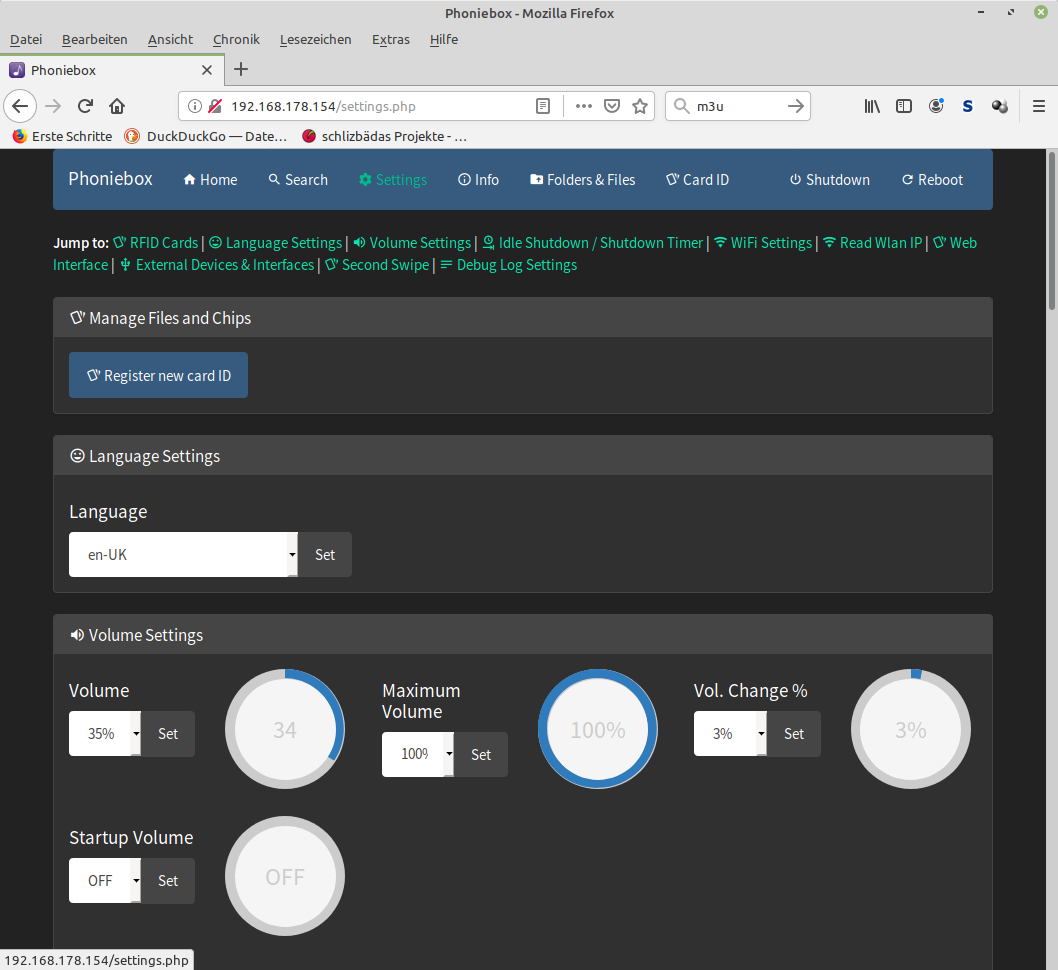 Phoniebox - Mozilla Firefox
Datei Bearbeiten Ansicht Chronik Lesezeichen Extras Hilfe
Phoniebox
192.168.178.154/settings.php m3u
Erste Schritte DuckDuckGo — Date… schlizbädas Projekte - …
Phoniebox Home Search Settings Info Folders & Files Card ID Shutdown Reboot
Jump to: RFID Cards | Language Settings | Volume Settings | Idle Shutdown / Shutdown Timer | WiFi Settings | Read Wlan IP | Web
Interface | External Devices & Interfaces | Second Swipe | Debug Log Settings
Manage Files and Chips
Register new card ID
Language Settings
Language
en-UK Set
Volume Settings
Volume
35% Set
34
Maximum
Volume
100% Set
100%
Vol. Change %
3% Set
3%
Startup Volume
OFF Set
OFF
192.168.178.154/settings.php